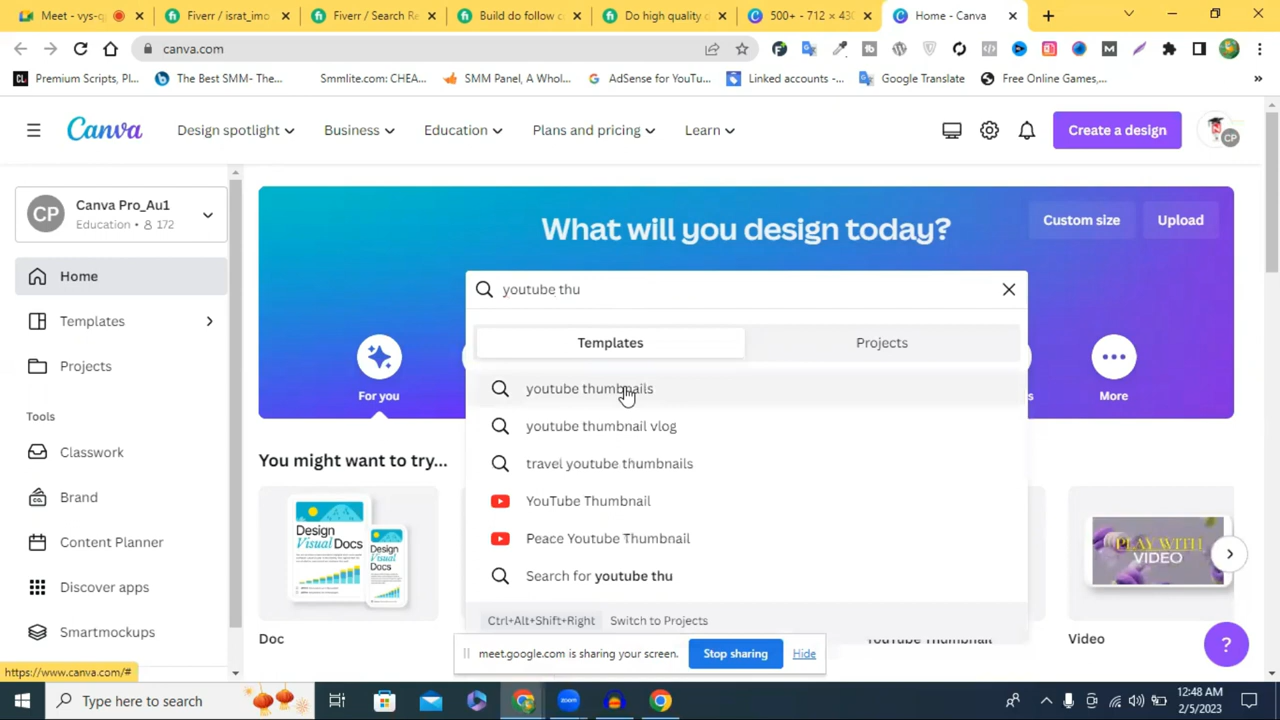 Meet - vys-q
Fiverr / israt_imo
Fiverr / Search Re
Build do follow c
Do high quality
500+ - 712 × 430
Home - Canva
canva.com
Premium Scripts, Pl...
The Best SMM- The...
Smmlite.com: CHEA...
SMM Panel, A Whol...
AdSense for YouTu...
Linked accounts -...
Google Translate
Free Online Games,...
Canva
Design spotlight
Business
Education
Plans and pricing
Learn
Create a design
CP
CP
Canva Pro_Au1
Education • 172
Home
Templates
Projects
Tools
Classwork
Brand
Content Planner
Discover apps
Smartmockups
What will you design today?
Custom size
Upload
youtube thu
Templates
Projects
youtube thumbnails
youtube thumbnail vlog
travel youtube thumbnails
YouTube Thumbnail
Peace Youtube Thumbnail
Search for youtube thu
Ctrl+Alt+Shift+Right Switch to Projects
For you
More
You might want to try...
Design Visual Docs
Design Visual Docs
PLAY WITH
VIDEO
Doc
YouTube Thumbnail
Video
meet.google.com is sharing your screen.
Stop sharing
Hide
?
https://www.canva.com/#
Type here to search
12:48 AM
2/5/2023